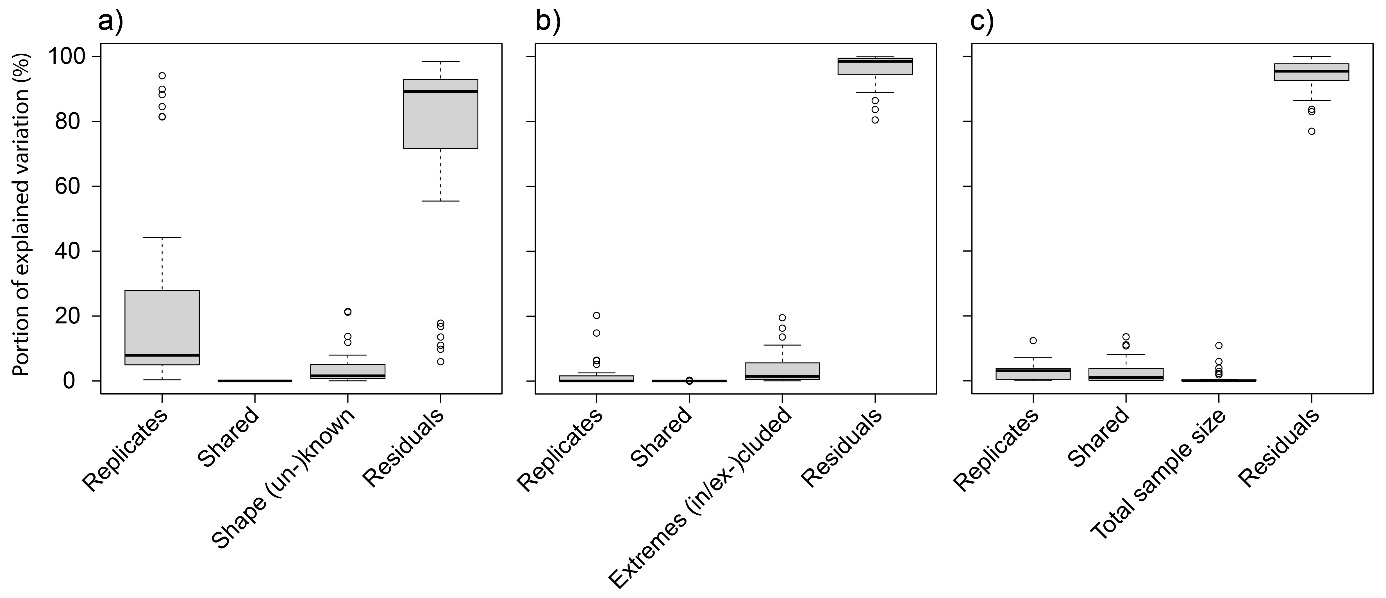 a)
b)
c)
Portion of explained variation (%)
100
80
60
40
20
0
Replicates
Shared
Shape (un-)known
Residuals
Replicates
Shared
Extremes (in/ex-)cluded
Residuals
Replicates
Shared
Total sample size
Residuals